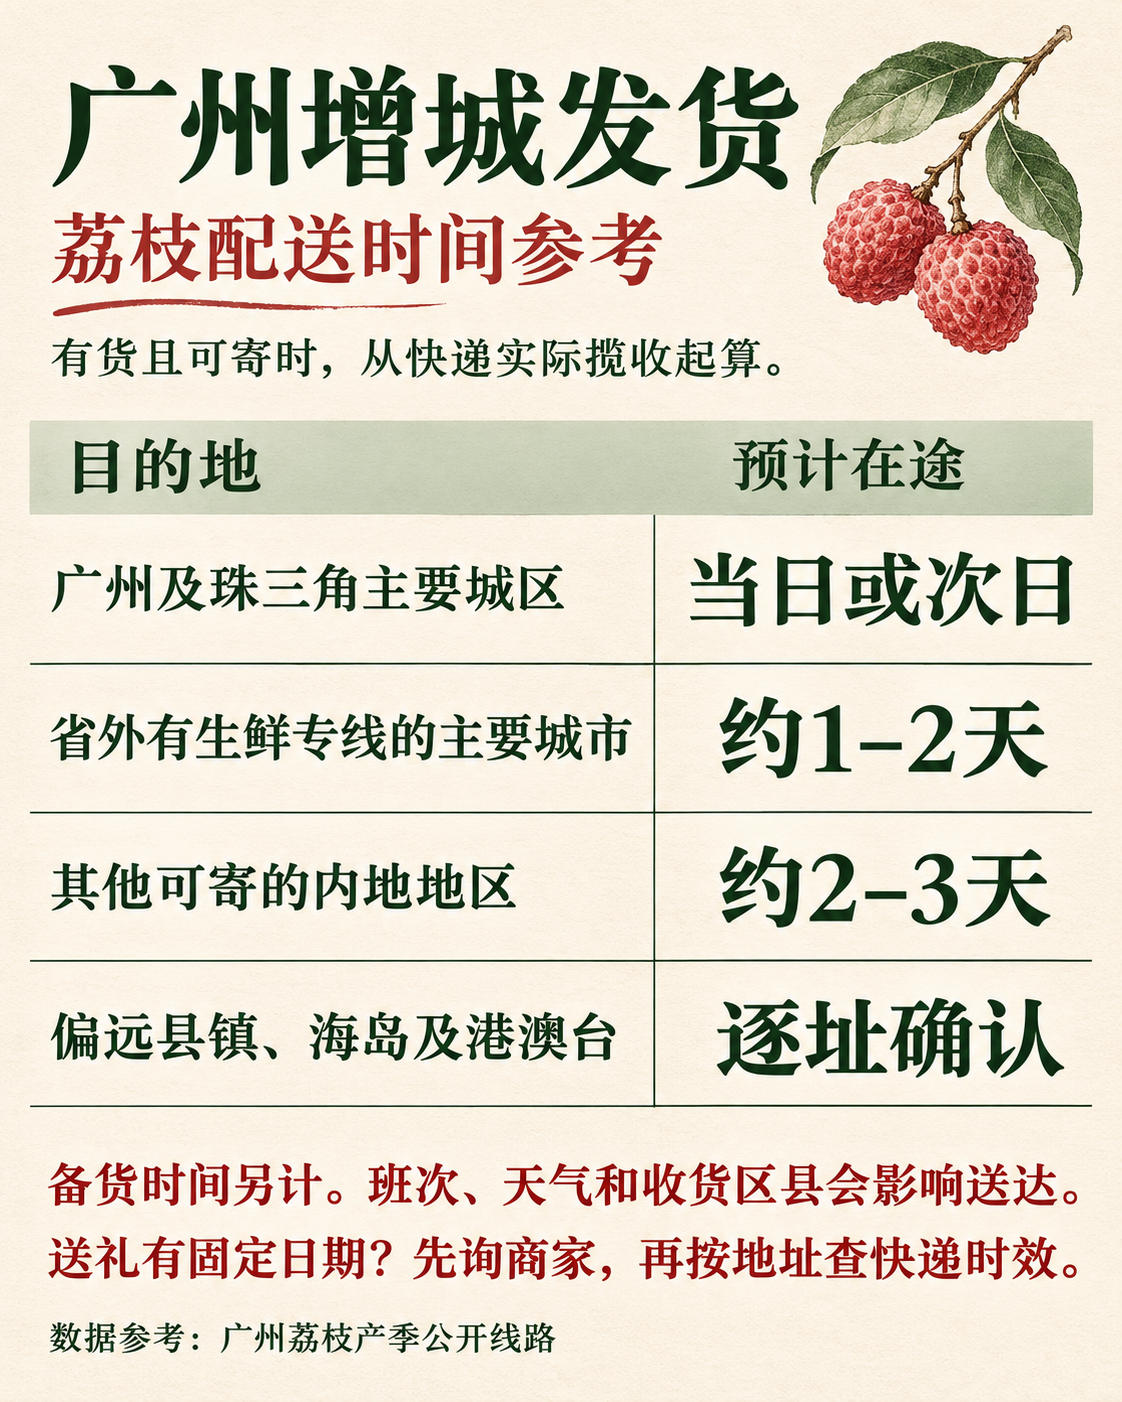 广州增城发货
荔枝配送时间参考
有货且可寄时，从快递实际揽收起算。
目的地 预计在途
广州及珠三角主要城区 当日或次日
省外有生鲜专线的主要城市 约1–2天
其他可寄的内地地区 约2–3天
偏远县镇、海岛及港澳台 逐址确认
备货时间另计。班次、天气和收货区县会影响送达。
送礼有固定日期？先询商家，再按地址查快递时效。
数据参考：广州荔枝产季公开线路